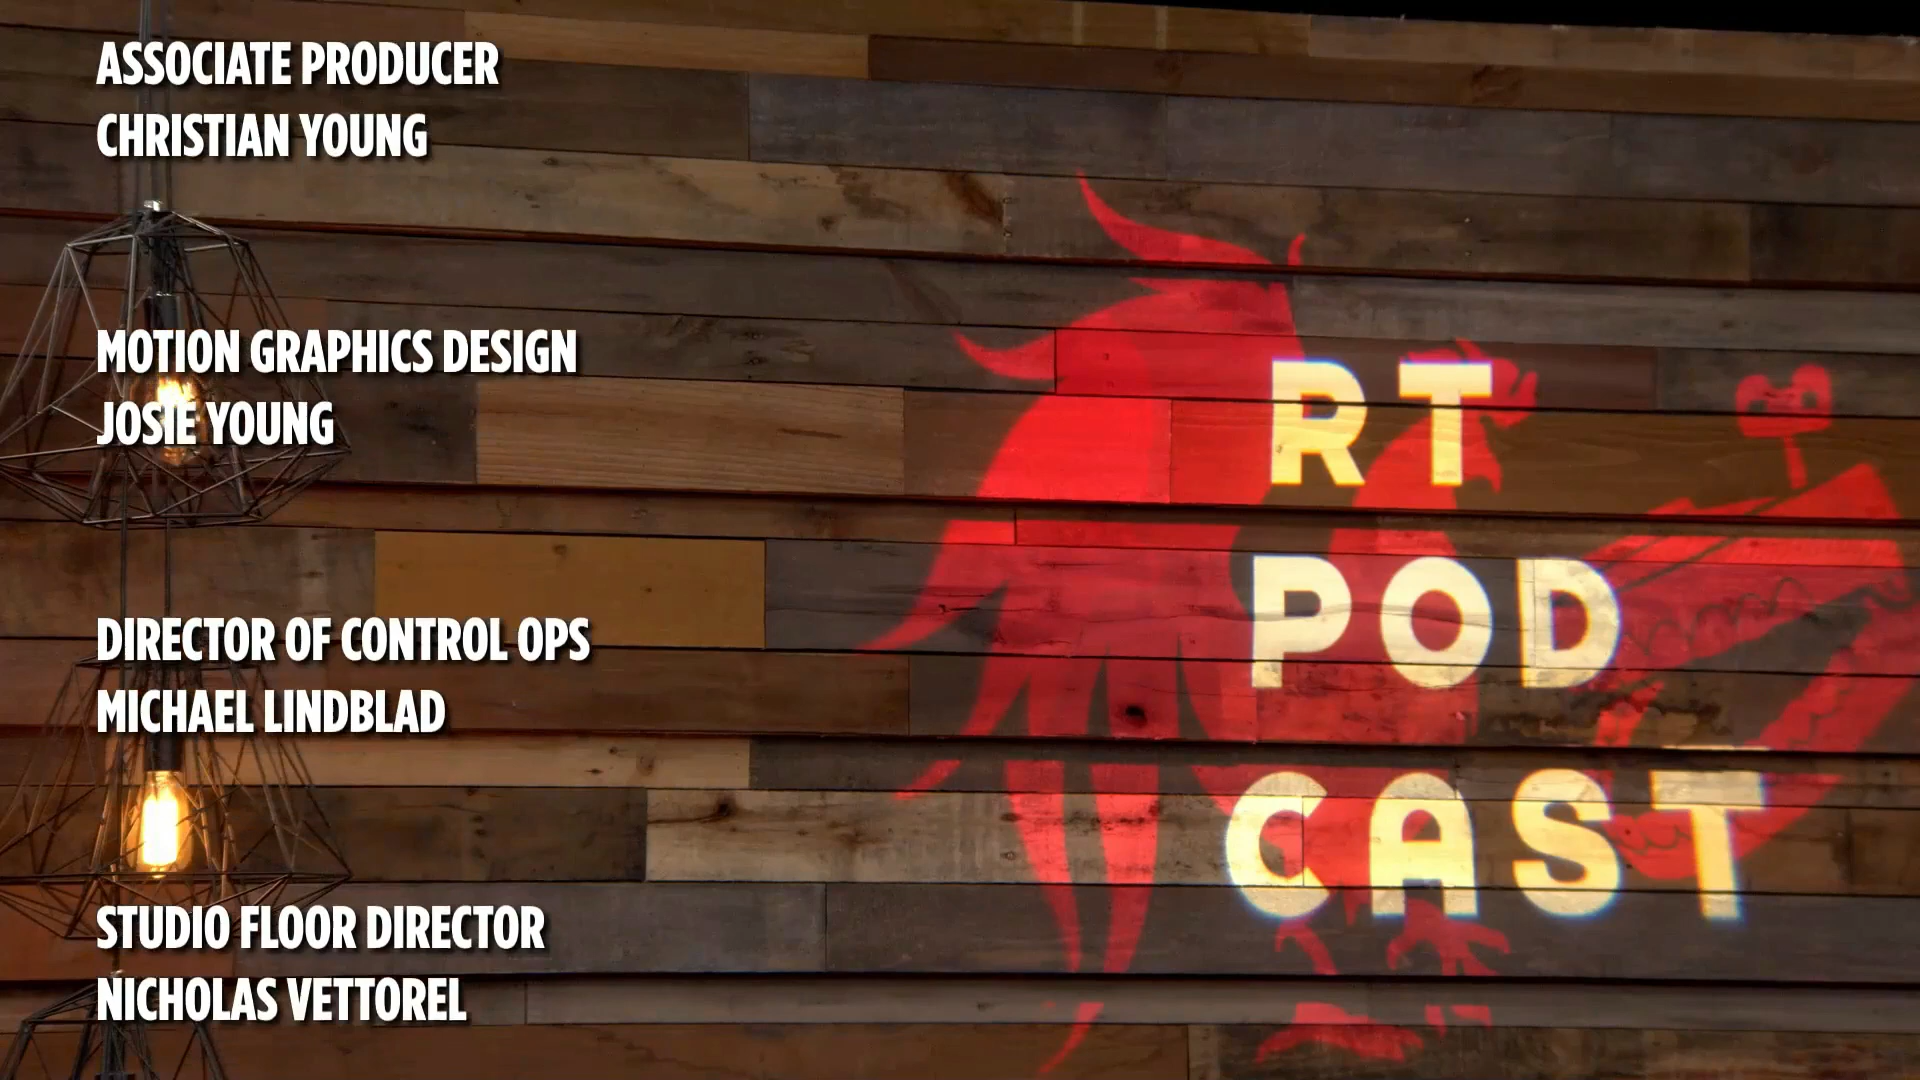 ASSOCIATE PRODUCER
CHRISTIAN YOUNG
MOTION GRAPHICS DESIGN
JOSIE YOUNG
DIRECTOR OF CONTROL OPS
MICHAEL LINDBLAD
STUDIO FLOOR DIRECTOR
NICHOLAS VETTOREL
RT
POD
CAST